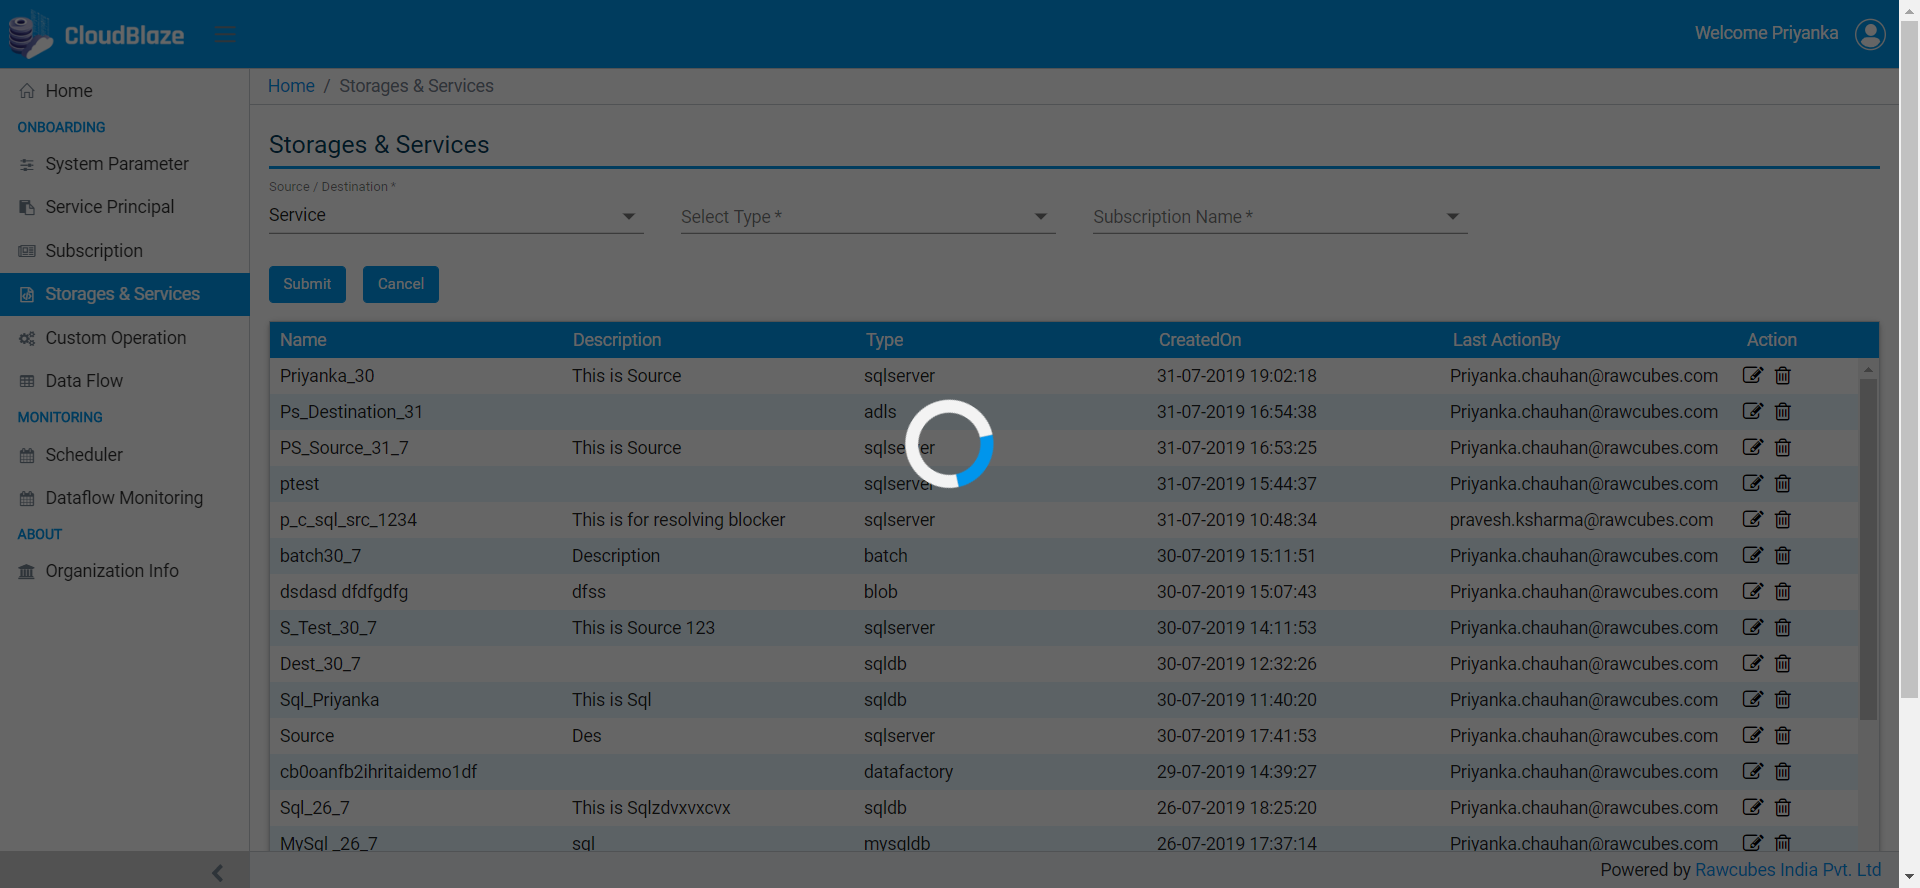 CloudBlaze
Welcome Priyanka
Home
ONBOARDING
System Parameter
Service Principal
Subscription
Storages & Services
Custom Operation
Data Flow
MONITORING
Scheduler
Dataflow Monitoring
ABOUT
Organization Info
Home / Storages & Services
Storages & Services
Source / Destination *
Service
Select Type *
Subscription Name *
Submit
Cancel
Name Description Type CreatedOn Last ActionBy Action
Priyanka_30 This is Source sqlserver 31-07-2019 19:02:18 Priyanka.chauhan@rawcubes.com
Ps_Destination_31 adls 31-07-2019 16:54:38 Priyanka.chauhan@rawcubes.com
PS_Source_31_7 This is Source sqlserver 31-07-2019 16:53:25 Priyanka.chauhan@rawcubes.com
ptest sqlserver 31-07-2019 15:44:37 Priyanka.chauhan@rawcubes.com
p_c_sql_src_1234 This is for resolving blocker sqlserver 31-07-2019 10:48:34 pravesh.ksharma@rawcubes.com
batch30_7 Description batch 30-07-2019 15:11:51 Priyanka.chauhan@rawcubes.com
dsdasd dfdfgdfg dfss blob 30-07-2019 15:07:43 Priyanka.chauhan@rawcubes.com
S_Test_30_7 This is Source 123 sqlserver 30-07-2019 14:11:53 Priyanka.chauhan@rawcubes.com
Dest_30_7 sqldb 30-07-2019 12:32:26 Priyanka.chauhan@rawcubes.com
Sql_Priyanka This is Sql sqldb 30-07-2019 11:40:20 Priyanka.chauhan@rawcubes.com
Source Des sqlserver 30-07-2019 17:41:53 Priyanka.chauhan@rawcubes.com
cb0oanfb2ihritaidemo1df datafactory 29-07-2019 14:39:27 Priyanka.chauhan@rawcubes.com
Sql_26_7 This is Sqlzdvxvxcvx sqldb 26-07-2019 18:25:20 Priyanka.chauhan@rawcubes.com
MySql _26_7 sql mysqldb 26-07-2019 17:37:14 Priyanka.chauhan@rawcubes.com
Powered by Rawcubes India Pvt. Ltd